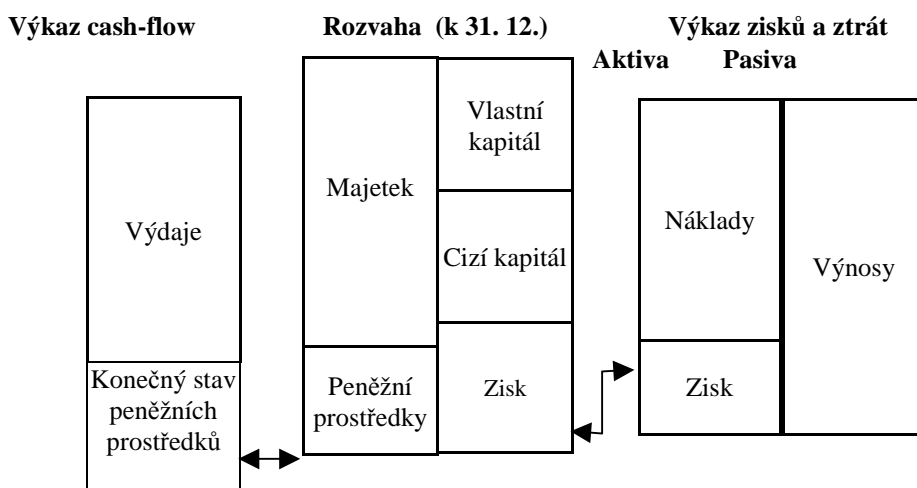 Výkaz cash-flow
Rozvaha (k 31. 12.)
Výkaz zisků a ztrát
Aktiva
Pasiva
Výdaje
Konečný stav
peněžních
prostředků
Majetek
Peněžní
prostředky
Vlastní
kapitál
Cizí kapitál
Zisk
Náklady
Zisk
Výnosy